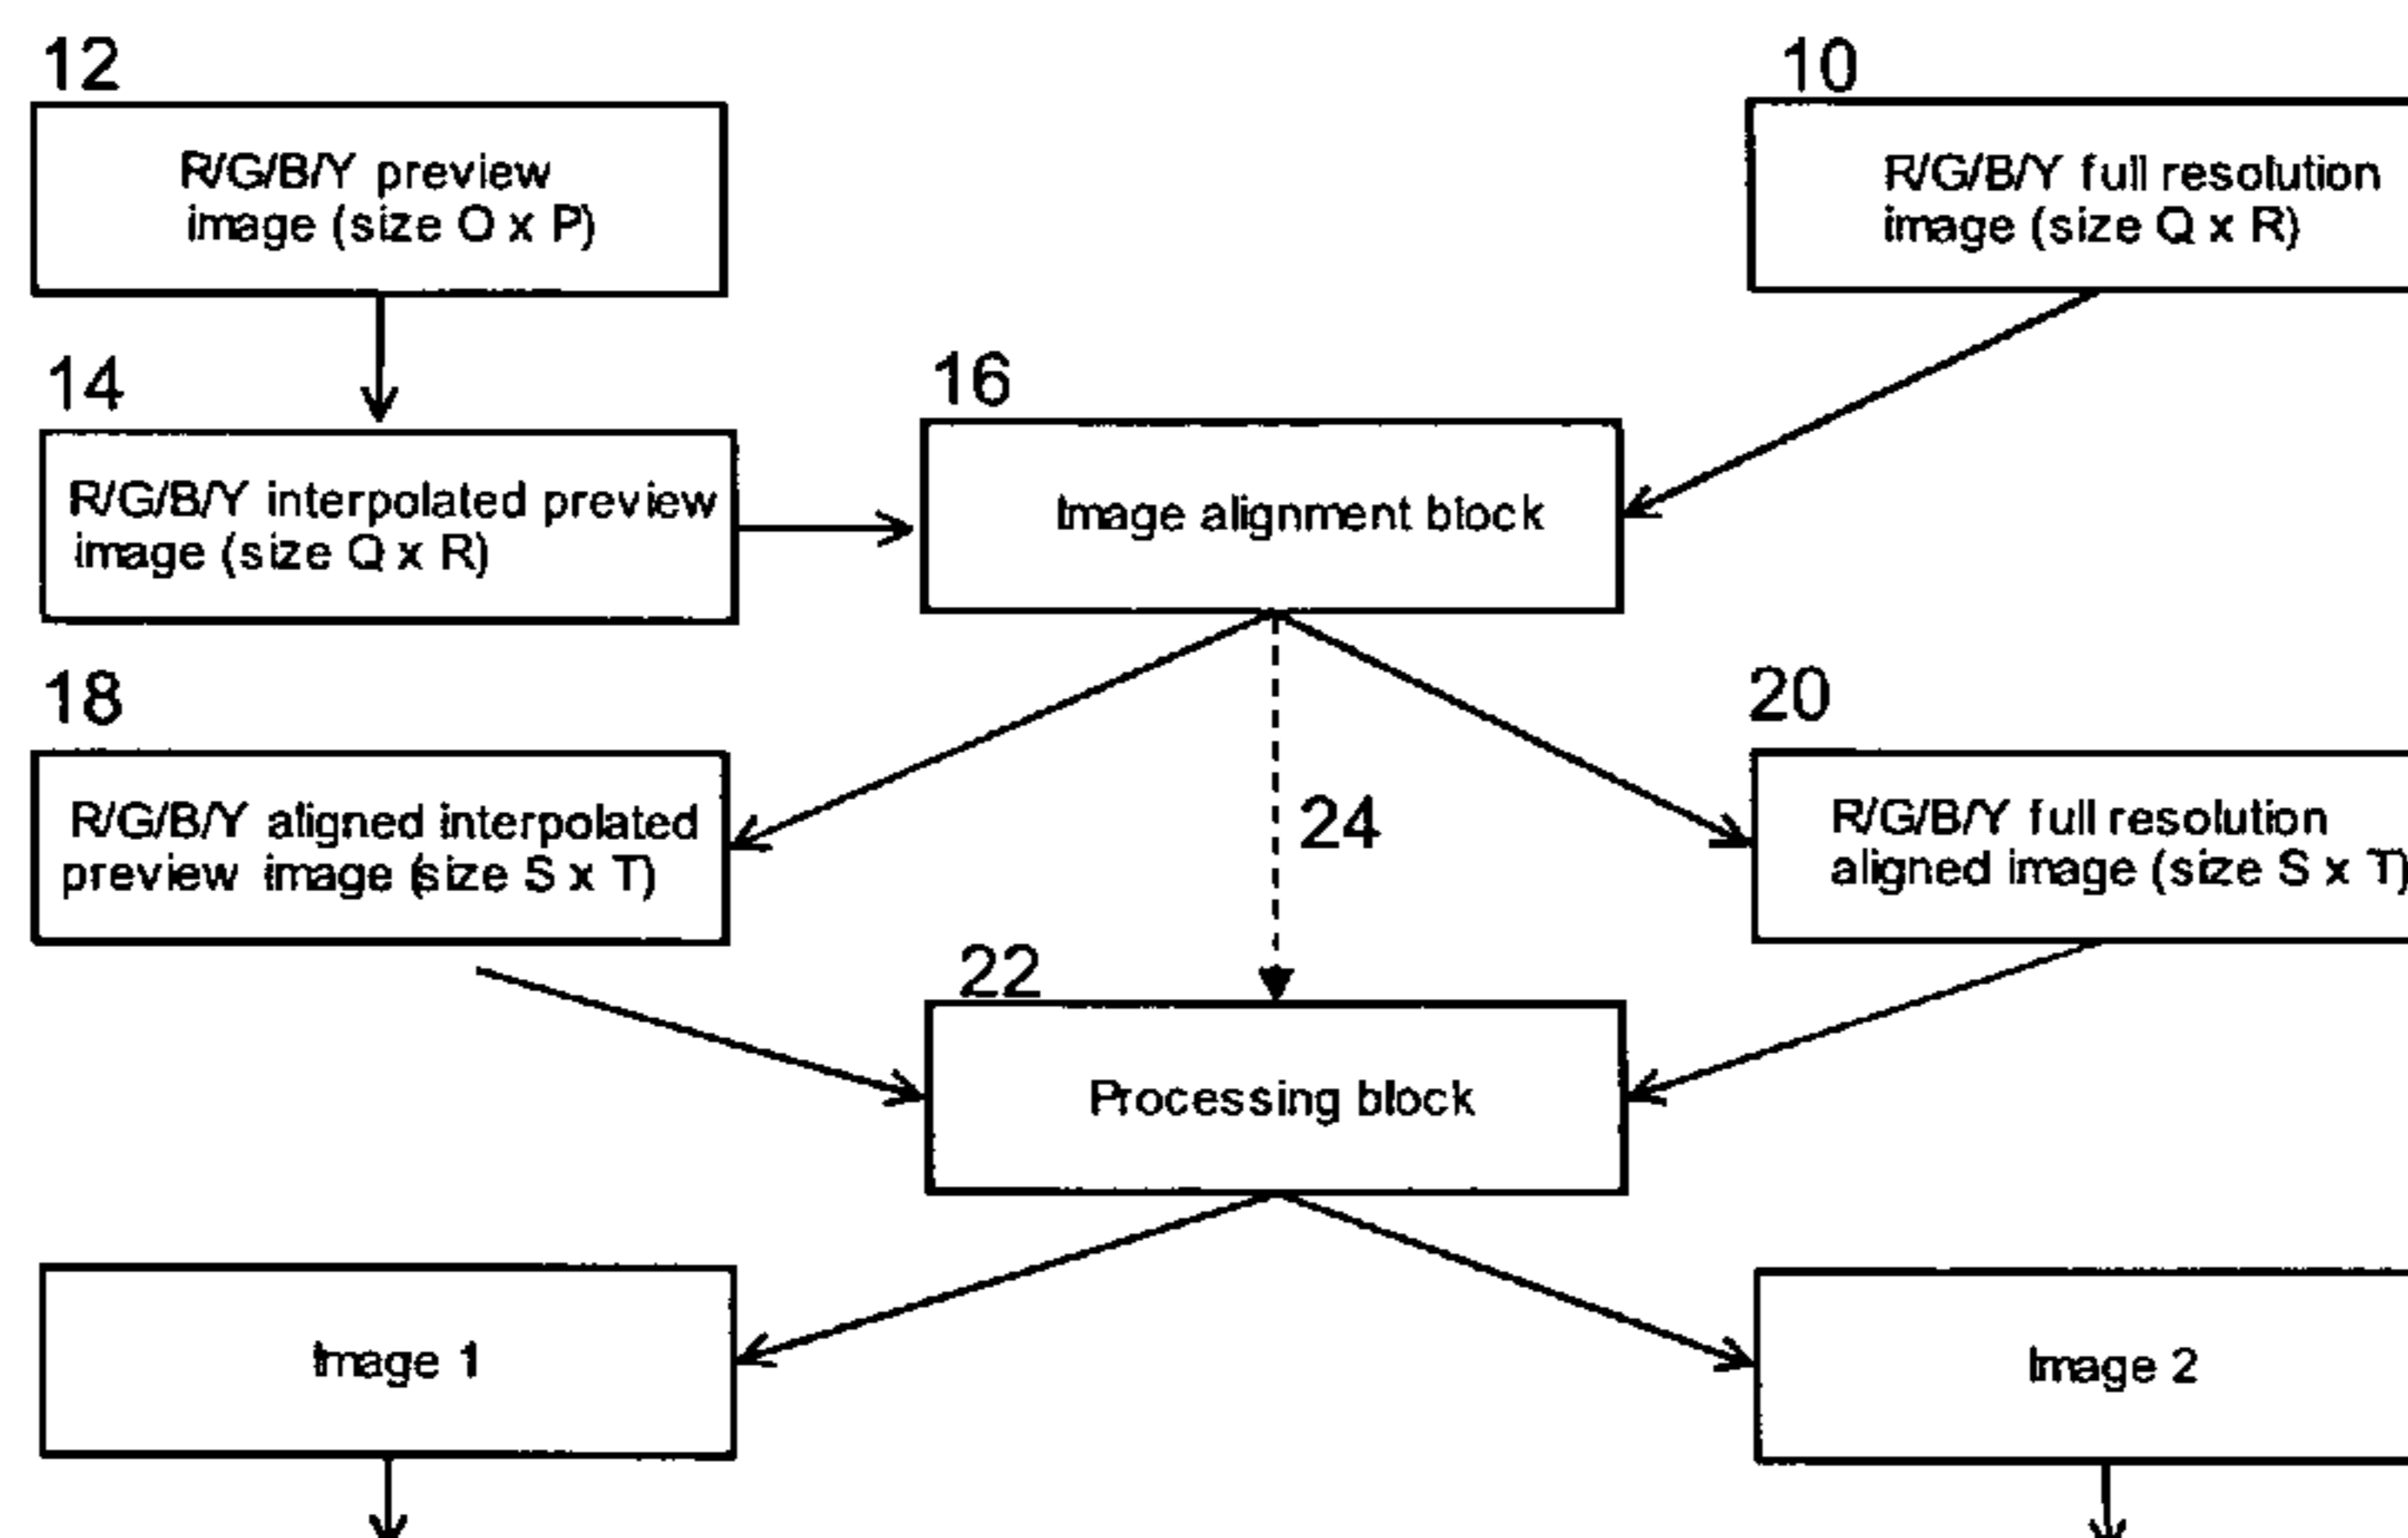 12
R/G/B/Y preview
image (size O x P)
10
R/G/B/Y full resolution
image (size Q x R)
14
R/G/B/Y interpolated preview
image (size Q x R)
16
Image alignment block
18
R/G/B/Y aligned interpolated
preview image (size S x T)
24
20
R/G/B/Y full resolution
aligned image (size S x T)
22
Processing block
Image 1
Image 2